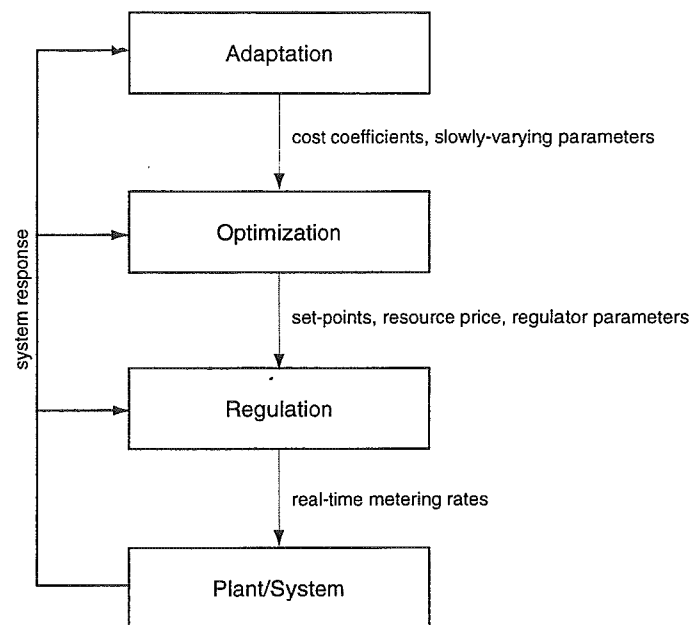 Adaptation
cost coefficients, slowly-varying parameters
Optimization
set-points, resource price, regulator parameters
system response
Regulation
real-time metering rates
Plant/System